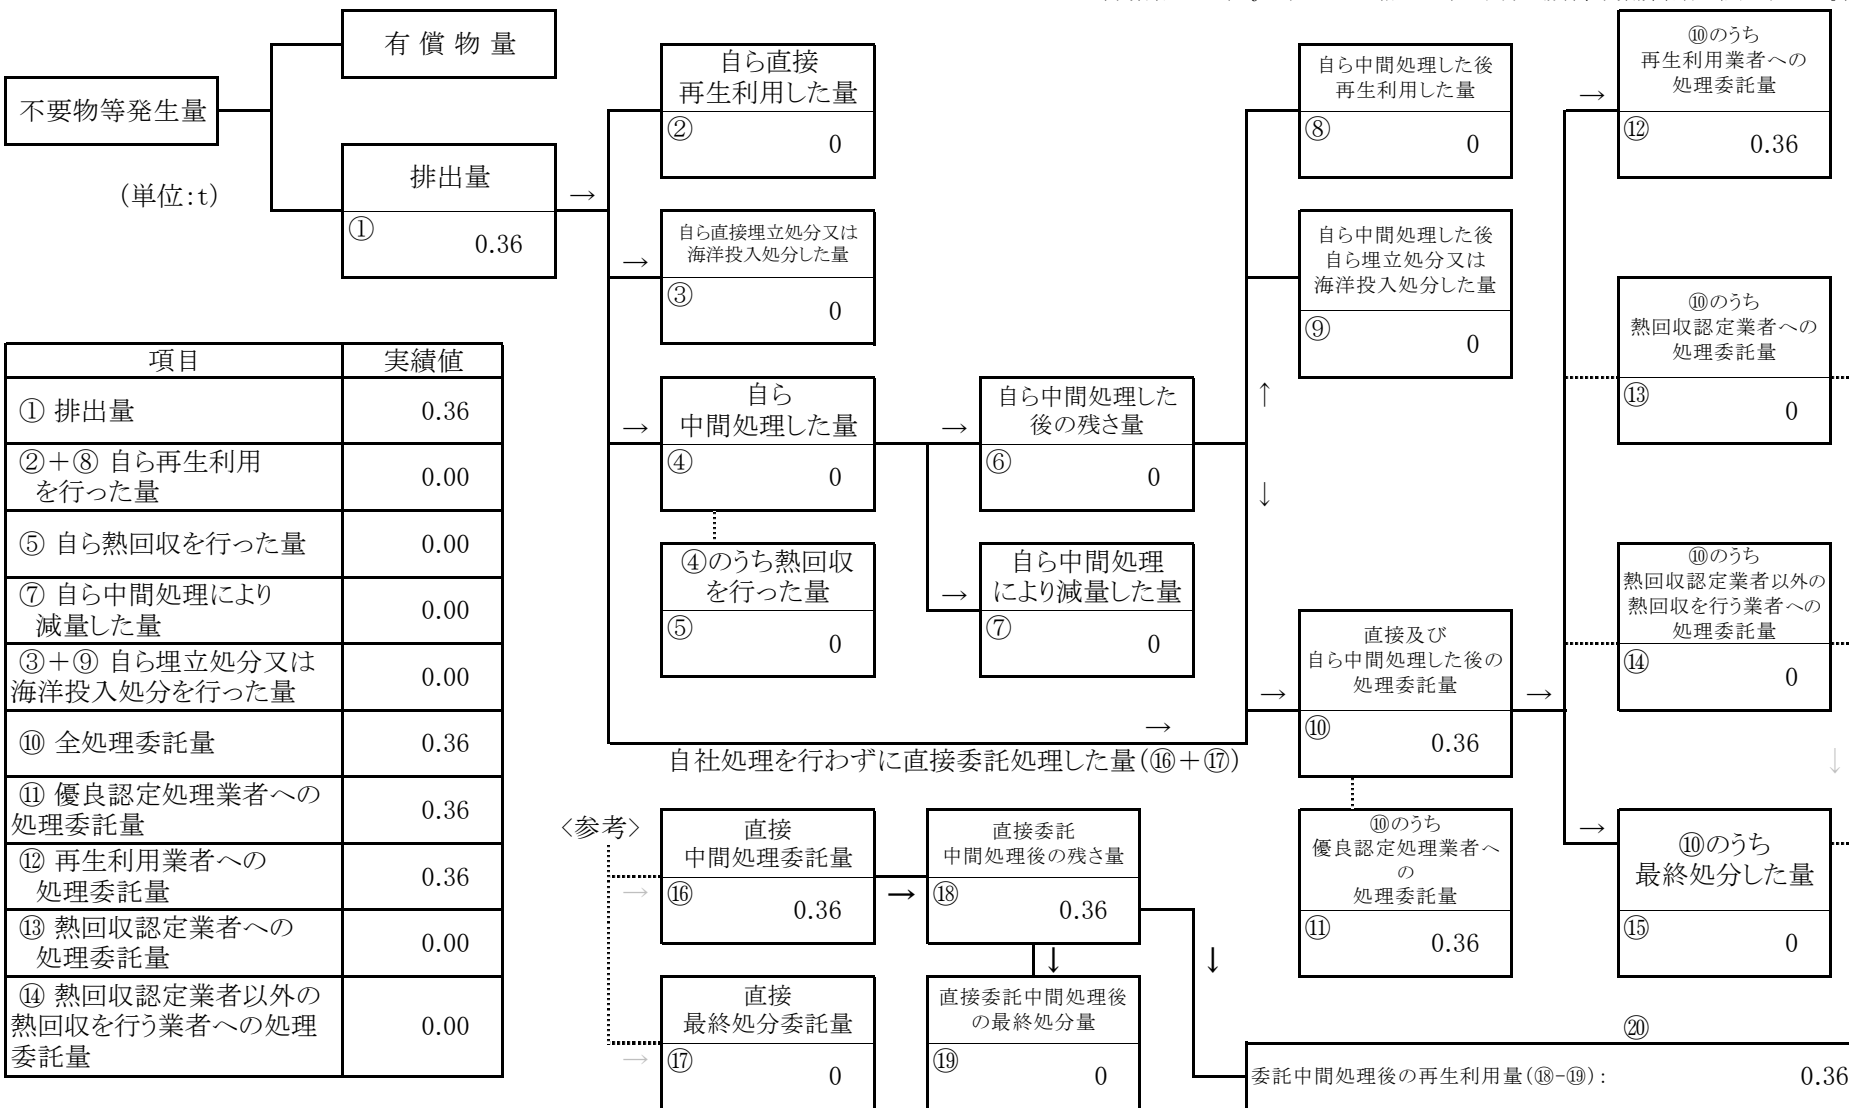 有 償 物 量
不要物等発生量
(単位:t)
排出量
①
0.36
→
自ら直接
再生利用した量
②
0
自ら直接埋立処分又は
海洋投入処分した量
→
③
0
自ら
中間処理した量
→
④
0
④のうち熱回収
を行った量
⑤
0
→
自ら中間処理した
後の残さ量
⑥
0
→
自ら中間処理
により減量した量
⑦
0
↑
↓
自ら中間処理した後
再生利用した量
⑧
0
自ら中間処理した後
自ら埋立処分又は
海洋投入処分した量
⑨
0
→
自社処理を行わずに直接委託処理した量(⑯+⑰)
→
直接及び
自ら中間処理した後の
処理委託量
⑩
0.36
⑩のうち
優良認定処理業者へ
の
処理委託量
⑪
0.36
→
→
⑩のうち
再生利用業者への
処理委託量
⑫
0.36
⑩のうち
熱回収認定業者への
処理委託量
⑬
0
⑩のうち
熱回収認定業者以外の
熱回収を行う業者への
処理委託量
⑭
0
↓
→
⑩のうち
最終処分した量
⑮
0
項目 実績値
① 排出量 0.36
②+⑧ 自ら再生利用
を行った量 0.00
⑤ 自ら熱回収を行った量 0.00
⑦ 自ら中間処理により
減量した量 0.00
③+⑨ 自ら埋立処分又は
海洋投入処分を行った量 0.00
⑩ 全処理委託量 0.36
⑪ 優良認定処理業者への
処理委託量 0.36
⑫ 再生利用業者への
処理委託量 0.36
⑬ 熱回収認定業者への
処理委託量 0.00
⑭ 熱回収認定業者以外の
熱回収を行う業者への処理
委託量 0.00
〈参考〉
→
直接
中間処理委託量
⑯
0.36
→
直接委託
中間処理後の残さ量
⑱
0.36
↓
↓
→
直接
最終処分委託量
⑰
0
直接委託中間処理後
の最終処分量
⑲
0
⑳
委託中間処理後の再生利用量(⑱-⑲): 0.36